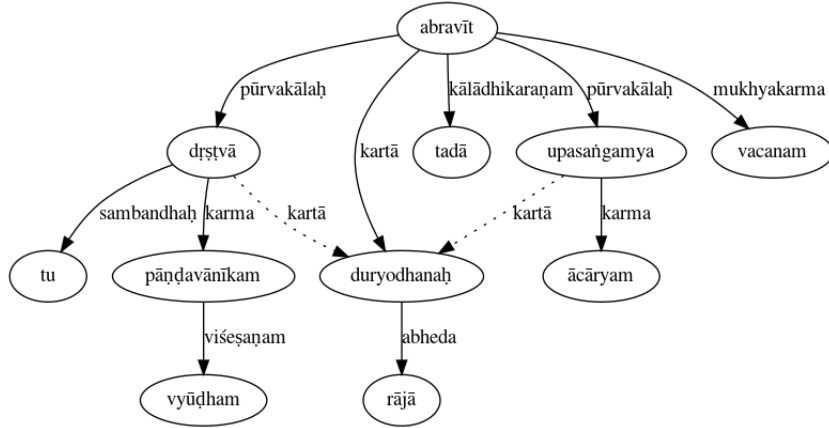 abravīt
pūrvakālaḥ kālādhikaraṇam pūrvakālaḥ mukhyakarma
kartā
dṛṣṭvā tadā upasaṅgamya vacanam
sambandhaḥ karma kartā kartā karma
tu pāṇḍavānīkam duryodhanaḥ ācāryam
viśeṣaṇam abheda
vyūḍham rājā